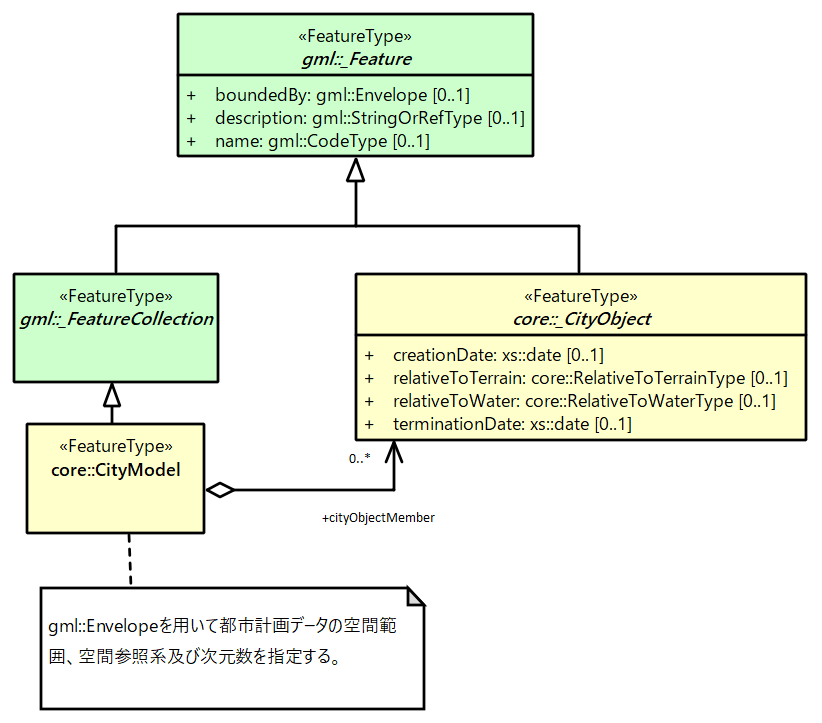 «FeatureType»
gml::_Feature
+ boundedBy: gml::Envelope [0..1]
+ description: gml::StringOrRefType [0..1]
+ name: gml::CodeType [0..1]
«FeatureType»
gml::_FeatureCollection
«FeatureType»
core::_CityObject
+ creationDate: xs::date [0..1]
+ relativeToTerrain: core::RelativeToTerrainType [0..1]
+ relativeToWater: core::RelativeToWaterType [0..1]
+ terminationDate: xs::date [0..1]
«FeatureType»
core::CityModel
0..*
+cityObjectMember
gml::Envelopeを用いて都市計画データの空間範
囲、空間参照系及び次元数を指定する。